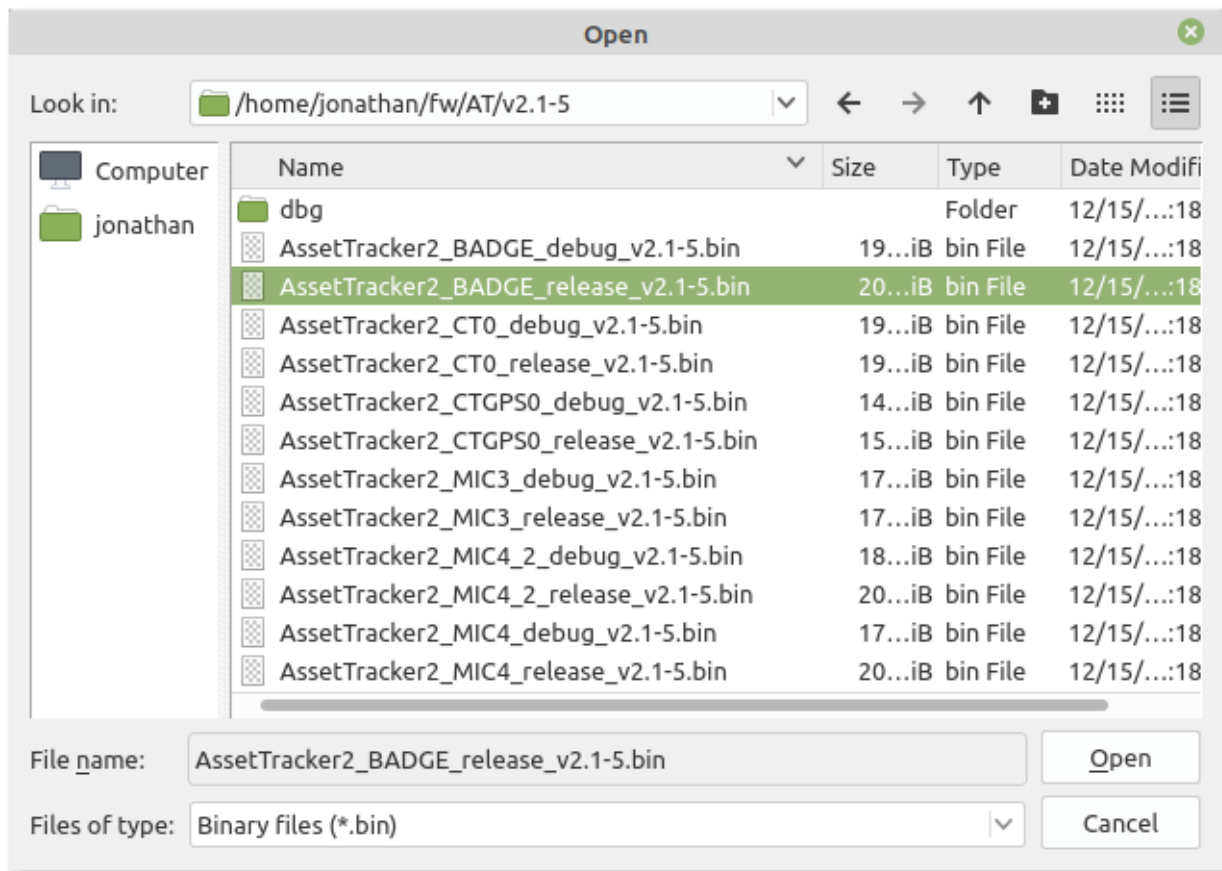 Open
Look in: /home/jonathan/fw/AT/v2.1-5
Computer
jonathan
Name Size Type Date Modifi
dbg Folder 12/15/...:18
AssetTracker2_BADGE_debug_v2.1-5.bin 19...iB bin File 12/15/...:18
AssetTracker2_BADGE_release_v2.1-5.bin 20...iB bin File 12/15/...:18
AssetTracker2_CT0_debug_v2.1-5.bin 19...iB bin File 12/15/...:18
AssetTracker2_CT0_release_v2.1-5.bin 19...iB bin File 12/15/...:18
AssetTracker2_CTGPS0_debug_v2.1-5.bin 14...iB bin File 12/15/...:18
AssetTracker2_CTGPS0_release_v2.1-5.bin 15...iB bin File 12/15/...:18
AssetTracker2_MIC3_debug_v2.1-5.bin 17...iB bin File 12/15/...:18
AssetTracker2_MIC3_release_v2.1-5.bin 17...iB bin File 12/15/...:18
AssetTracker2_MIC4_2_debug_v2.1-5.bin 18...iB bin File 12/15/...:18
AssetTracker2_MIC4_2_release_v2.1-5.bin 20...iB bin File 12/15/...:18
AssetTracker2_MIC4_debug_v2.1-5.bin 17...iB bin File 12/15/...:18
AssetTracker2_MIC4_release_v2.1-5.bin 20...iB bin File 12/15/...:18
File name: AssetTracker2_BADGE_release_v2.1-5.bin Open
Files of type: Binary files (*.bin) Cancel